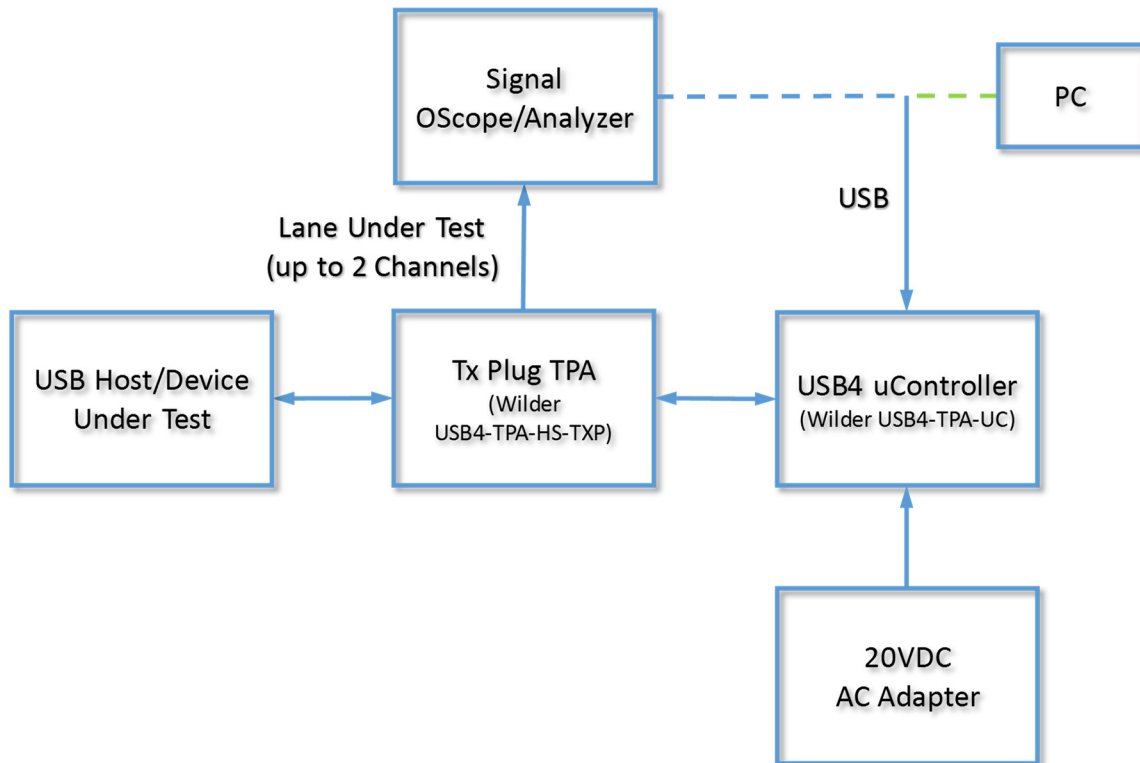 Signal
OScope/Analyzer
PC
USB
Lane Under Test
(up to 2 Channels)
USB Host/Device
Under Test
Tx Plug TPA
(Wilder
USB4-TPA-HS-TXP)
USB4 uController
(Wilder USB4-TPA-UC)
20VDC
AC Adapter